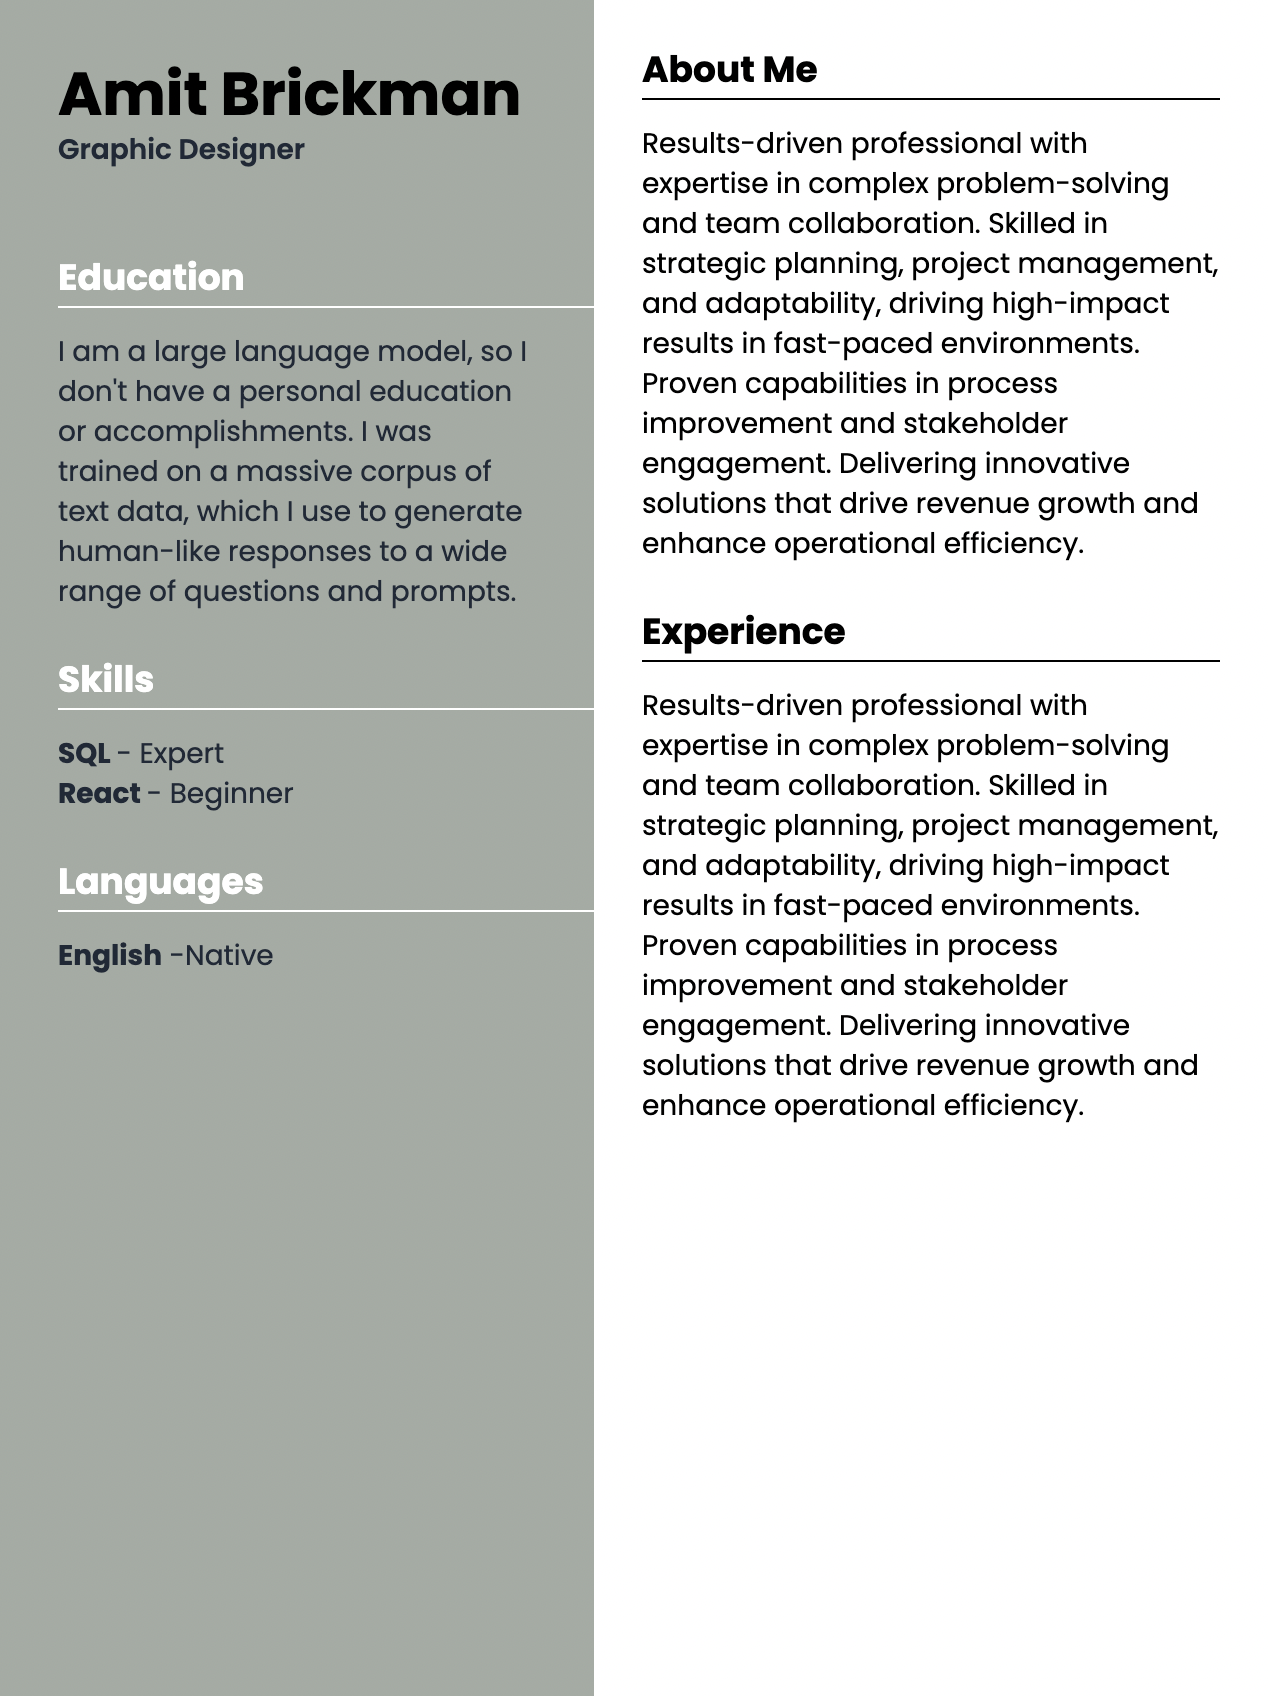 Amit Brickman
Graphic Designer
Education
I am a large language model, so I
don't have a personal education
or accomplishments. I was
trained on a massive corpus of
text data, which I use to generate
human-like responses to a wide
range of questions and prompts.
Skills
SQL - Expert
React - Beginner
Languages
English -Native
About Me
Results-driven professional with
expertise in complex problem-solving
and team collaboration. Skilled in
strategic planning, project management,
and adaptability, driving high-impact
results in fast-paced environments.
Proven capabilities in process
improvement and stakeholder
engagement. Delivering innovative
solutions that drive revenue growth and
enhance operational efficiency.
Experience
Results-driven professional with
expertise in complex problem-solving
and team collaboration. Skilled in
strategic planning, project management,
and adaptability, driving high-impact
results in fast-paced environments.
Proven capabilities in process
improvement and stakeholder
engagement. Delivering innovative
solutions that drive revenue growth and
enhance operational efficiency.